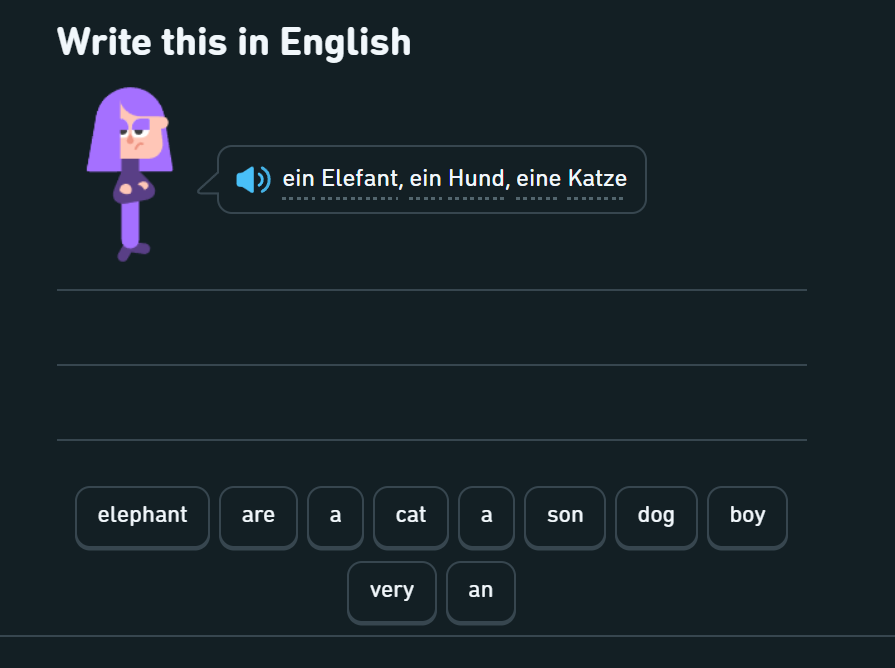 Write this in English
ein Elefant, ein Hund, eine Katze
elephant are a cat a son dog boy
very an